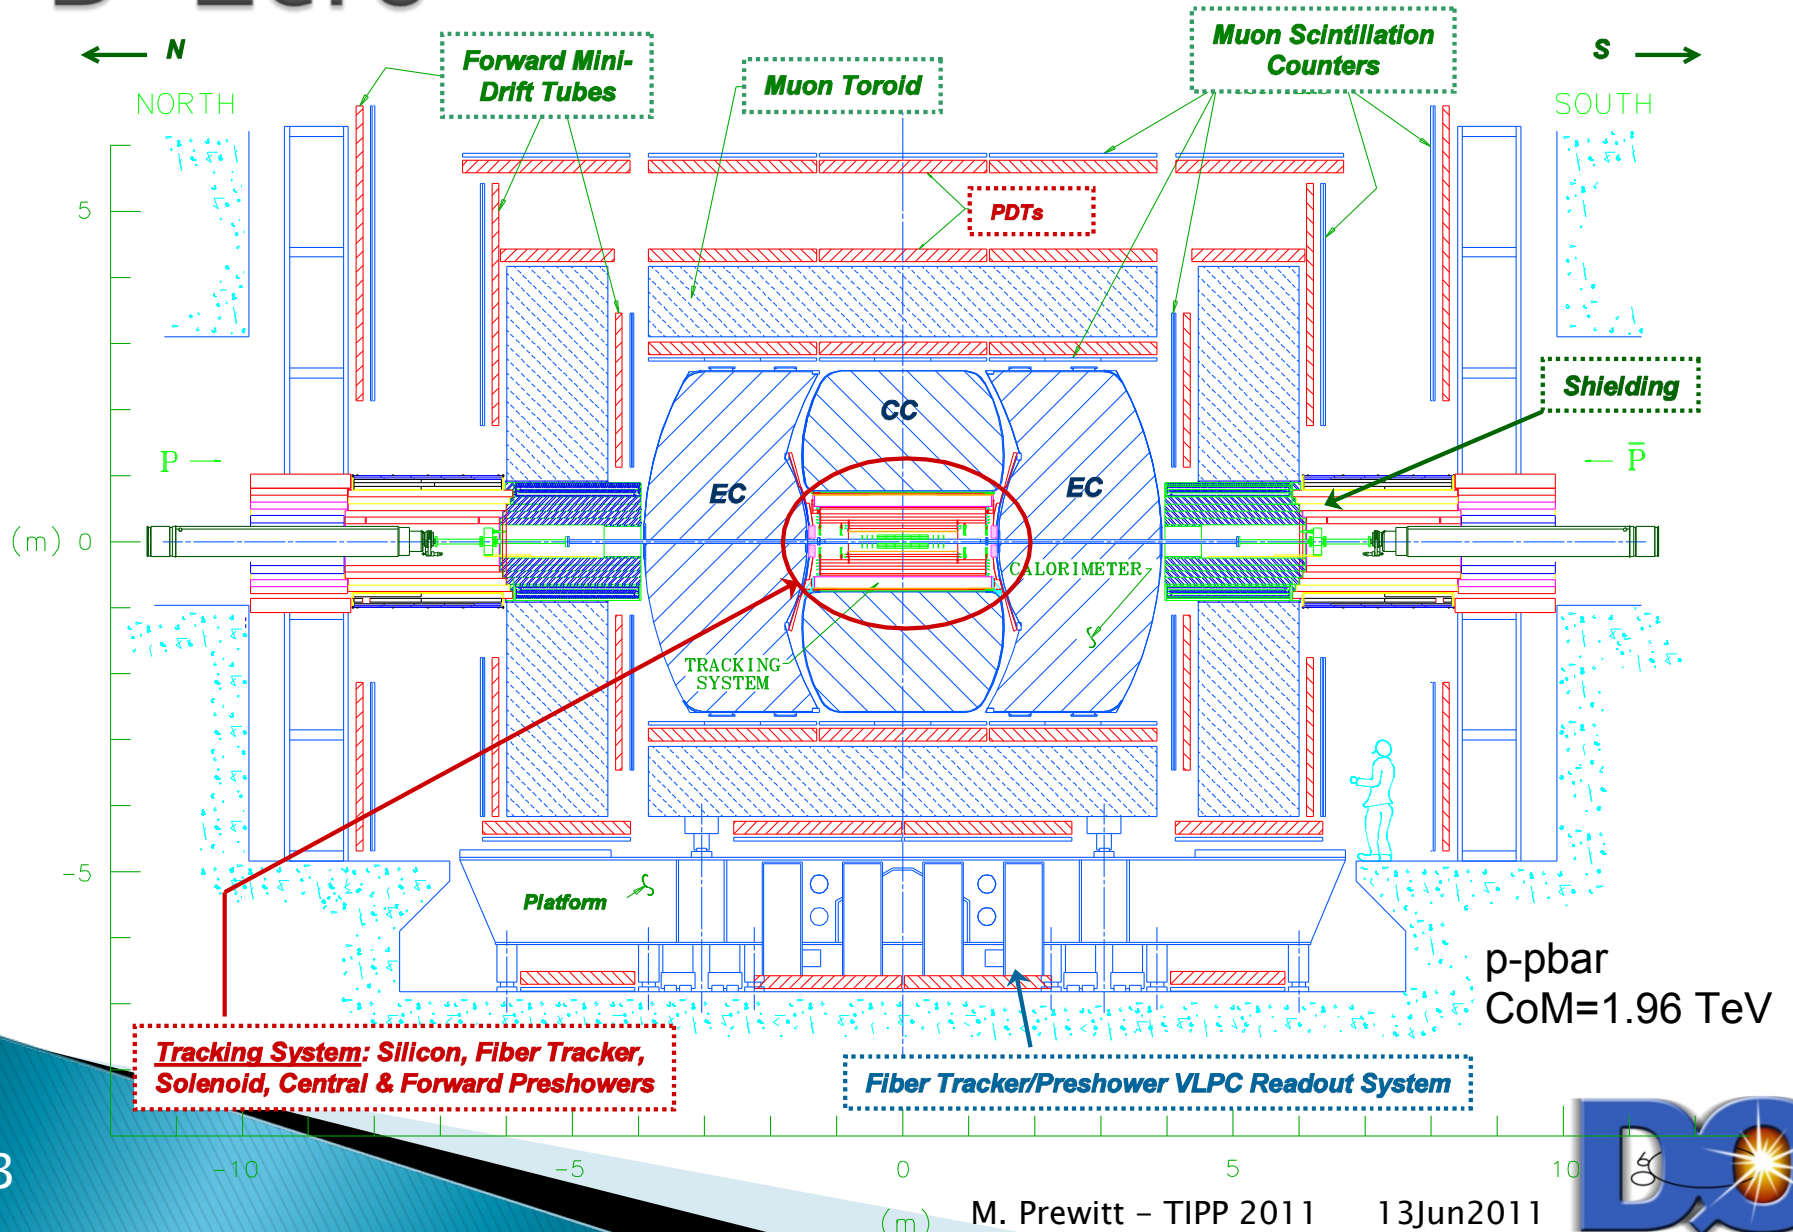 N
S
Forward Mini-
Drift Tubes
Muon Toroid
Muon Scintillation
Counters
NORTH
SOUTH
5
PDTs
CC
Shielding
P
P̅
EC
EC
(m) 0
CALORIMETER
TRACKING
SYSTEM
-5
Platform
p-pbar
CoM=1.96 TeV
Tracking System: Silicon, Fiber Tracker,
Solenoid, Central & Forward Preshowers
Fiber Tracker/Preshower VLPC Readout System
-10
-5
0
5
10
(m)
M. Prewitt – TIPP 2011
13Jun2011
DØ